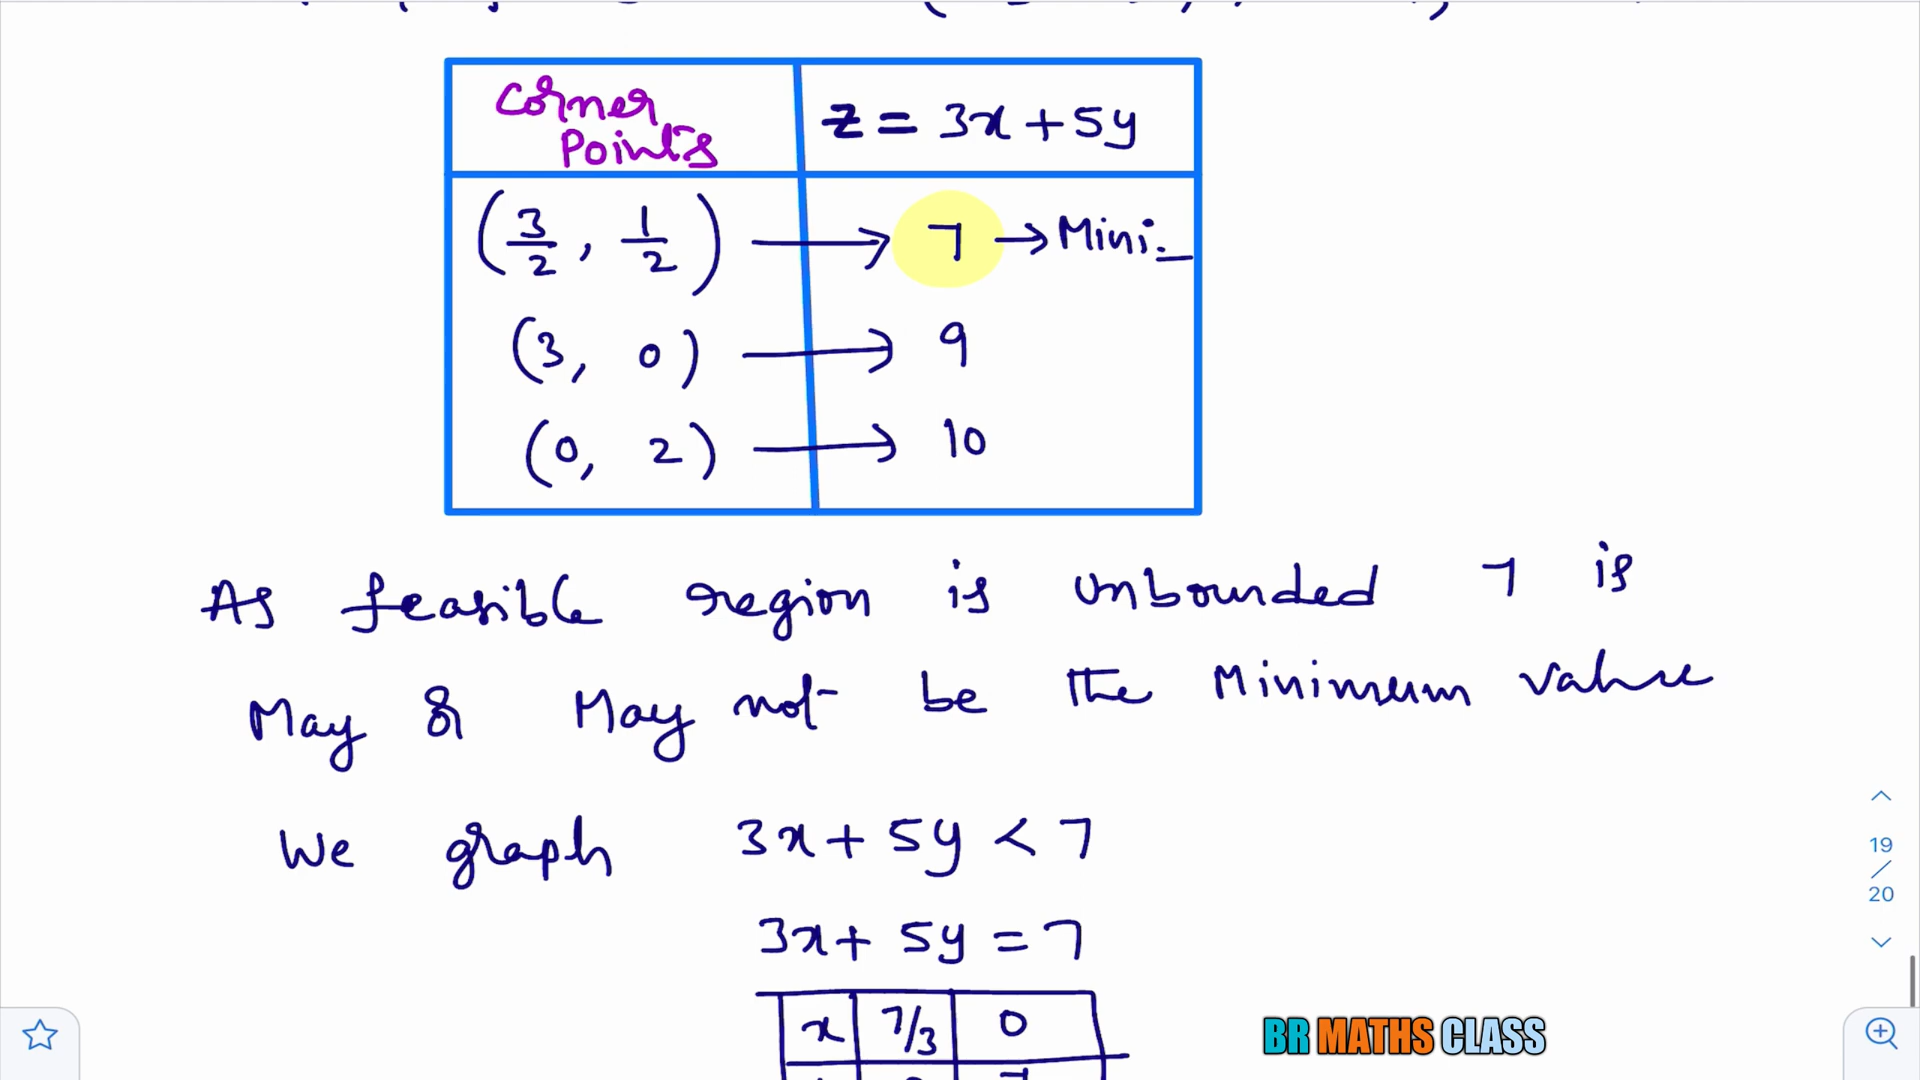 Corner Points
z = 3x + 5y
(3/2, 1/2) → 7 → Mini.
(3, 0) → 9
(0, 2) → 10
As feasible region is unbounded 7 is
May or May not be the Minimum value
We graph 3x + 5y < 7
3x + 5y = 7
x 7/3 0
19
/
20
BR MATHS CLASS